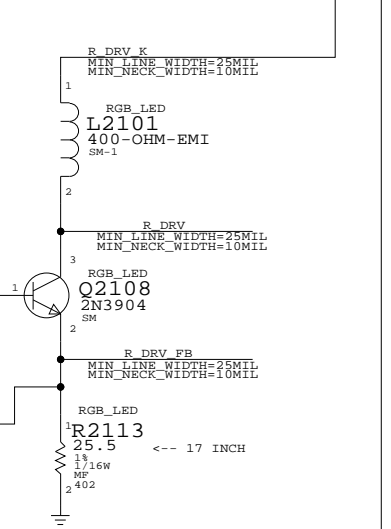 R_DRV_K
MIN_LINE_WIDTH=25MIL
MIN_NECK_WIDTH=10MIL
1
RGB_LED
L2101
400-OHM-EMI
SM-1
2
R_DRV
MIN_LINE_WIDTH=25MIL
MIN_NECK_WIDTH=10MIL
3
RGB_LED
1
Q2108
2N3904
SM
2
R_DRV_FB
MIN_LINE_WIDTH=25MIL
MIN_NECK_WIDTH=10MIL
RGB_LED
1
R2113
25.5
<-- 17 INCH
1%
1/16W
MF
402
2